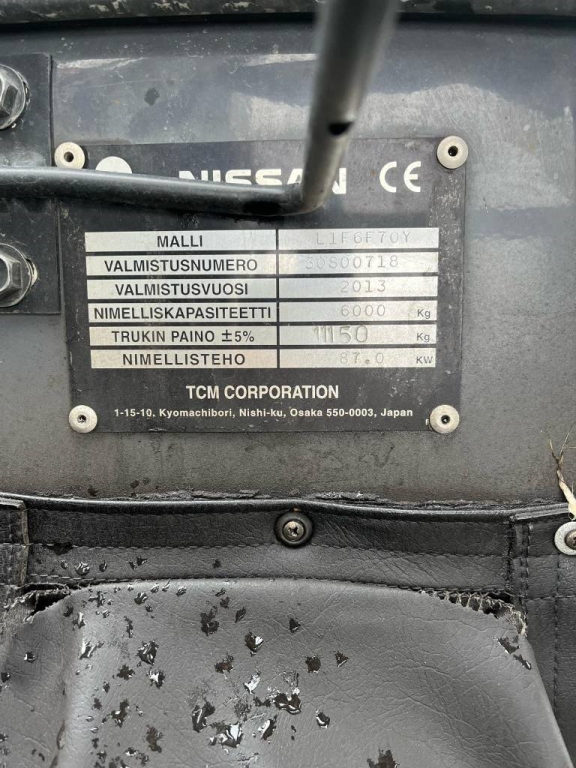 NISSAN CE
MALLI L1F6F70Y
VALMISTUSNUMERO 30S00718
VALMISTUSVUOSI 2013
NIMELLISKAPASITEETTI 6000 Kg
TRUKIN PAINO ±5% 11150 Kg
NIMELLISTEHO 87.0 KW
TCM CORPORATION
1-15-10, Kyomachibori, Nishi-ku, Osaka 550-0003, Japan